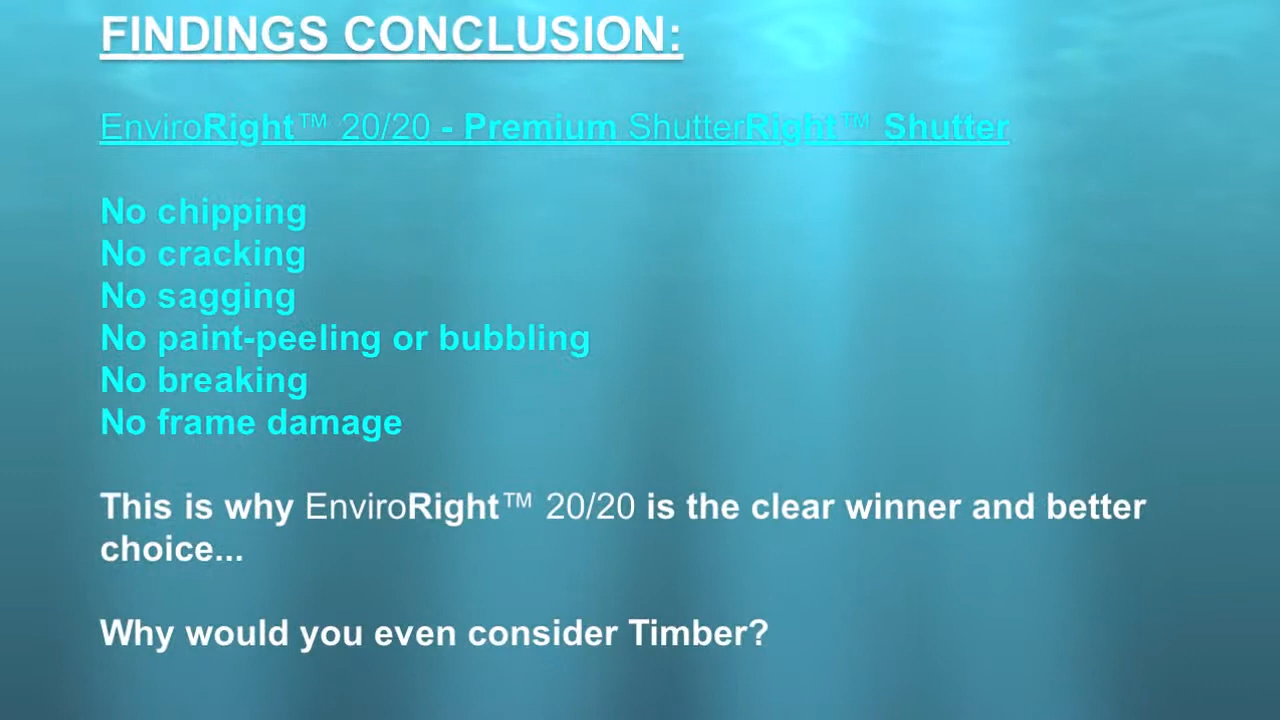 FINDINGS CONCLUSION:
EnviroRight™ 20/20 - Premium ShutterRight™ Shutter
No chipping
No cracking
No sagging
No paint-peeling or bubbling
No breaking
No frame damage
This is why EnviroRight™ 20/20 is the clear winner and better
choice...
Why would you even consider Timber?